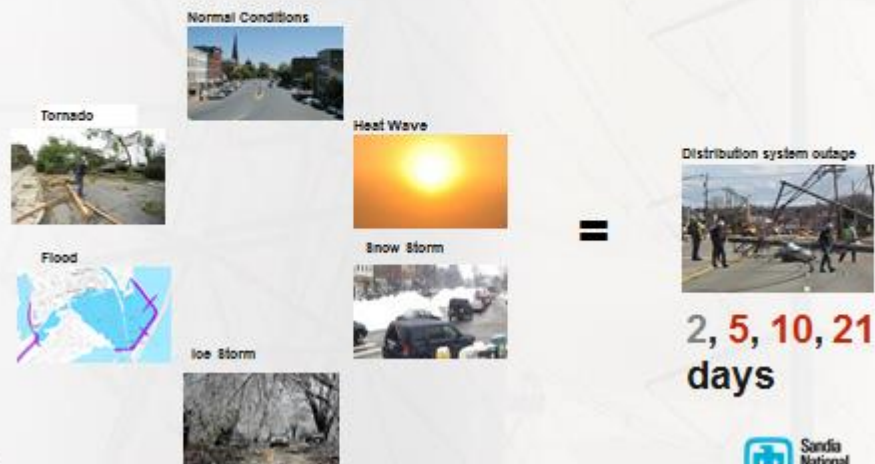 Normal Conditions
Tornado
Heat Wave
Distribution system outage
=
Flood
Snow Storm
2, 5, 10, 21
days
Ice Storm
Sandia
National